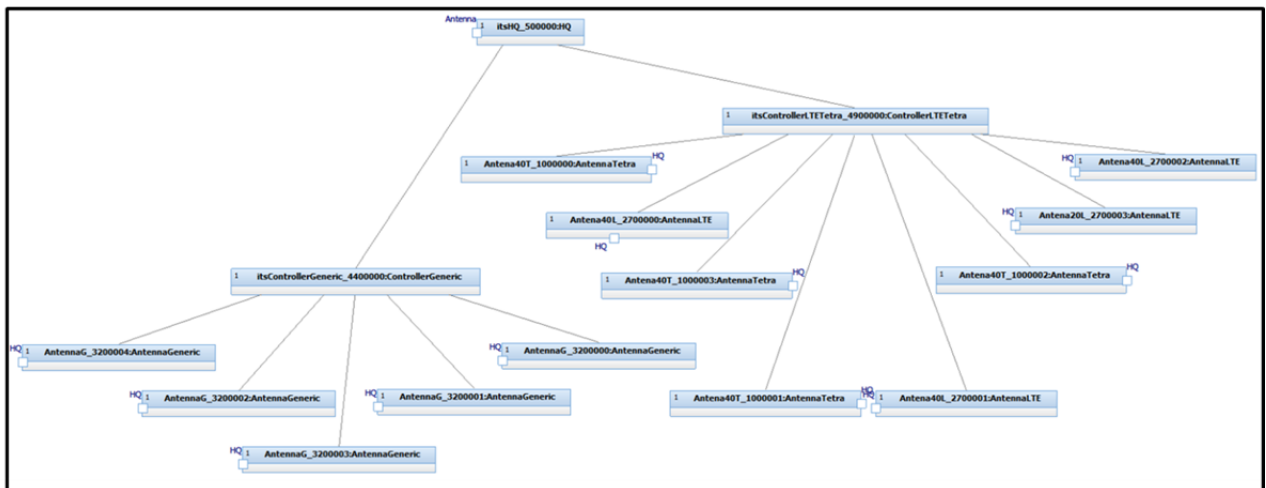 Antenna
1 itsHQ_500000:HQ
1 itsControllerLTETetra_4900000:ControllerLTETetra
1 Antena40T_1000000:AntennaTetra HQ
HQ 1 Antena40L_2700002:AntennaLTE
1 Antena40L_2700000:AntennaLTE
HQ
HQ 1 Antena20L_2700003:AntennaLTE
1 itsControllerGeneric_4400000:ControllerGeneric
1 Antena40T_1000003:AntennaTetra HQ
1 Antena40T_1000002:AntennaTetra HQ
HQ 1 AntennaG_3200004:AntennaGeneric
HQ 1 AntennaG_3200000:AntennaGeneric
HQ 1 AntennaG_3200002:AntennaGeneric
HQ 1 AntennaG_3200001:AntennaGeneric
1 Antena40T_1000001:AntennaTetra HQ
HQ 1 Antena40L_2700001:AntennaLTE
HQ 1 AntennaG_3200003:AntennaGeneric